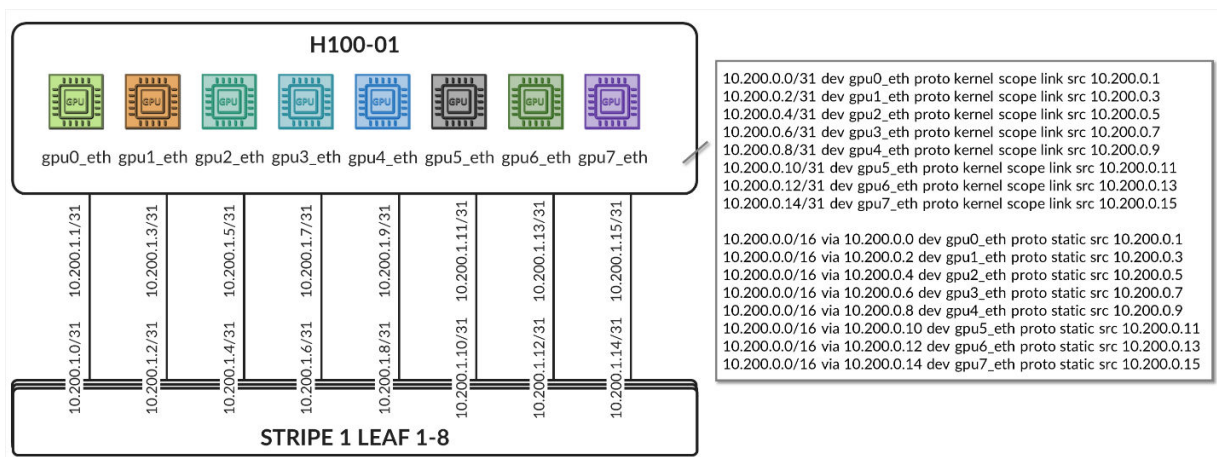 H100-01
GPU GPU GPU GPU GPU GPU GPU GPU
gpu0_eth gpu1_eth gpu2_eth gpu3_eth gpu4_eth gpu5_eth gpu6_eth gpu7_eth
10.200.1.1/31 10.200.1.3/31 10.200.1.5/31 10.200.1.7/31 10.200.1.9/31 10.200.1.11/31 10.200.1.13/31 10.200.1.15/31
10.200.1.0/31 10.200.1.2/31 10.200.1.4/31 10.200.1.6/31 10.200.1.8/31 10.200.1.10/31 10.200.1.12/31 10.200.1.14/31
STRIPE 1 LEAF 1-8
10.200.0.0/31 dev gpu0_eth proto kernel scope link src 10.200.0.1
10.200.0.2/31 dev gpu1_eth proto kernel scope link src 10.200.0.3
10.200.0.4/31 dev gpu2_eth proto kernel scope link src 10.200.0.5
10.200.0.6/31 dev gpu3_eth proto kernel scope link src 10.200.0.7
10.200.0.8/31 dev gpu4_eth proto kernel scope link src 10.200.0.9
10.200.0.10/31 dev gpu5_eth proto kernel scope link src 10.200.0.11
10.200.0.12/31 dev gpu6_eth proto kernel scope link src 10.200.0.13
10.200.0.14/31 dev gpu7_eth proto kernel scope link src 10.200.0.15
10.200.0.0/16 via 10.200.0.0 dev gpu0_eth proto static src 10.200.0.1
10.200.0.0/16 via 10.200.0.2 dev gpu1_eth proto static src 10.200.0.3
10.200.0.0/16 via 10.200.0.4 dev gpu2_eth proto static src 10.200.0.5
10.200.0.0/16 via 10.200.0.6 dev gpu3_eth proto static src 10.200.0.7
10.200.0.0/16 via 10.200.0.8 dev gpu4_eth proto static src 10.200.0.9
10.200.0.0/16 via 10.200.0.10 dev gpu5_eth proto static src 10.200.0.11
10.200.0.0/16 via 10.200.0.12 dev gpu6_eth proto static src 10.200.0.13
10.200.0.0/16 via 10.200.0.14 dev gpu7_eth proto static src 10.200.0.15